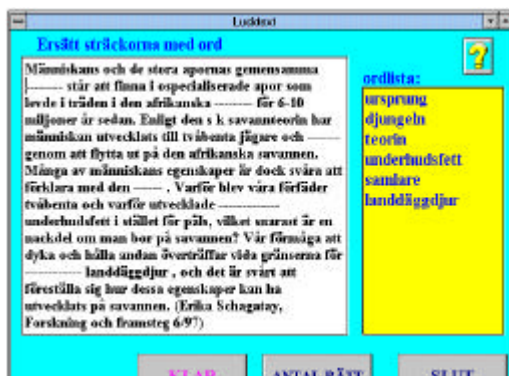 Lucktext
Ersätt sträckorna med ord
Människans och de stora apornas gemensamma
-------- står att finna i ospecialiserade apor som
levde i träden i den afrikanska -------- för 6-10
miljoner år sedan. Enligt den s k savannteorin har
människan utvecklats till tvåbenta jägare och -------
genom att flytta ut på den afrikanska savannen.
Många av människans egenskaper är dock svåra att
förklara med den ------ . Varför blev våra förfäder
tvåbenta och varför utvecklade -------------
underhudsfett i stället för päls, vilket snarast är en
nackdel om man bor på savannen? Vår förmåga att
dyka och hålla andan överträffar vida gränserna för
------------ landdäggdjur , och det är svårt att
föreställa sig hur dessa egenskaper kan ha
utvecklats på savannen. (Erika Schagatay,
Forskning och framsteg 6/97)
?
ordlista:
ursprung
djungeln
teorin
underhudsfett
samlare
landdäggdjur
KLAR
ANTAL RÄTT
SLUT